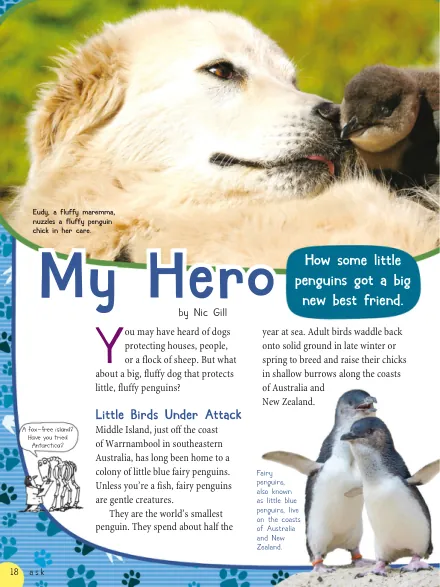 Eudy, a fluffy maremma,
nuzzles a fluffy penguin
chick in her care.
My Hero
by Nic Gill
How some little
penguins got a big
new best friend.
You may have heard of dogs
protecting houses, people,
or a flock of sheep. But what
about a big, fluffy dog that protects
little, fluffy penguins?
Little Birds Under Attack
Middle Island, just off the coast
of Warrnambool in southeastern
Australia, has long been home to a
colony of little blue fairy penguins.
Unless you're a fish, fairy penguins
are gentle creatures.
They are the world's smallest
penguin. They spend about half the
year at sea. Adult birds waddle back
onto solid ground in late winter or
spring to breed and raise their chicks
in shallow burrows along the coasts
of Australia and
New Zealand.
A fox-free island?
Have you tried
Antarctica?
Fairy
penguins,
also known
as little blue
penguins, live
on the coasts
of Australia
and New
Zealand.
18 ask